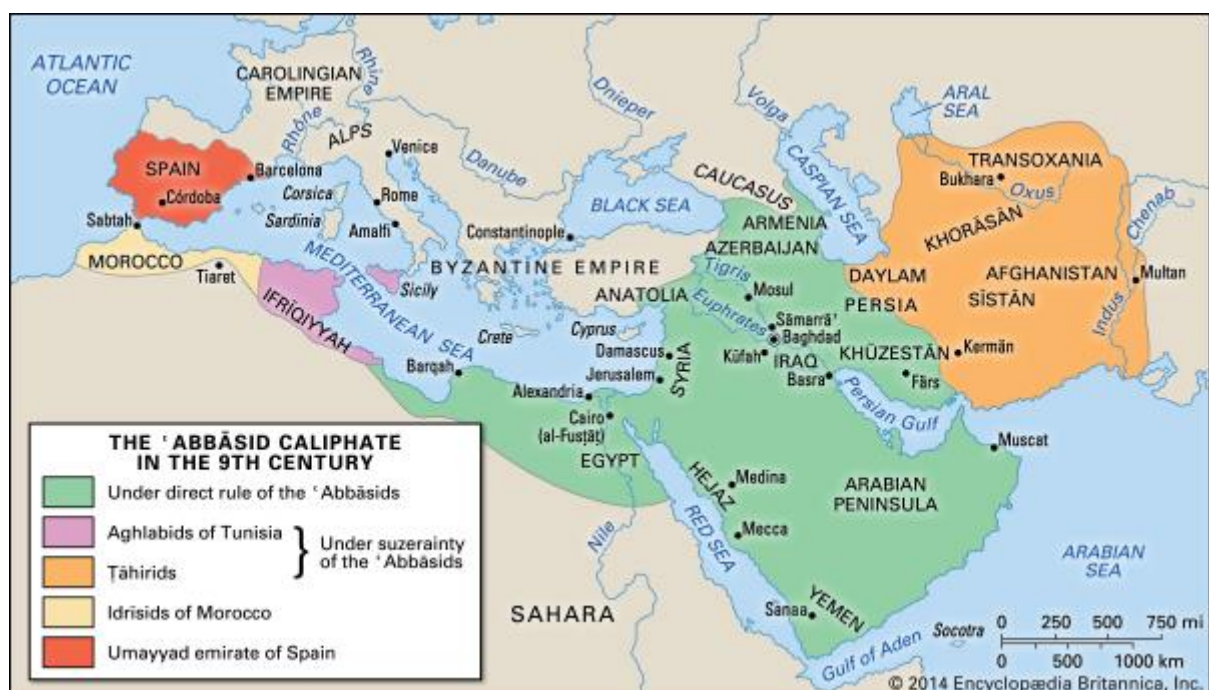 ATLANTIC
OCEAN
CAROLINGIAN
EMPIRE
Rhine
Rhône
ALPS
Venice
Danube
Dnieper
Volga
ARAL
SEA
CASPIAN SEA
CAUCASUS
TRANSOXANIA
Bukhara
Oxus
Chenab
SPAIN
Barcelona
Córdoba
Corsica
Rome
Sardinia
Amalfi
Constantinople
BLACK SEA
ARMENIA
AZERBAIJAN
KHORĀSĀN
Sabtah
MOROCCO
Tiaret
MEDITERRANEAN SEA
BYZANTINE EMPIRE
ANATOLIA
Tigris
Mosul
DAYLAM
AFGHANISTAN
Multan
PERSIA
SĪSTĀN
Indus
IFRĪQIYYAH
Sicily
Crete
Cyprus
Euphrates
Sāmarrāʾ
Baghdad
Damascus
SYRIA
Kūfah
IRAQ
KHŪZESTĀN
Kermān
Barqah
Jerusalem
Basra
Fārs
Alexandria
Persian Gulf
Cairo
(al-Fusṭāṭ)
EGYPT
Muscat
HEJAZ
Medina
ARABIAN
PENINSULA
Mecca
RED SEA
Nile
ARABIAN
SEA
SAHARA
Sanaa
YEMEN
Socotra
Gulf of Aden
THE ʿABBĀSID CALIPHATE
IN THE 9TH CENTURY
Under direct rule of the ʿAbbāsids
Aghlabids of Tunisia
Ṭāhirids
} Under suzerainty
of the ʿAbbāsids
Idrīsids of Morocco
Umayyad emirate of Spain
0 250 500 750 mi
0 500 1000 km
© 2014 Encyclopædia Britannica, Inc.